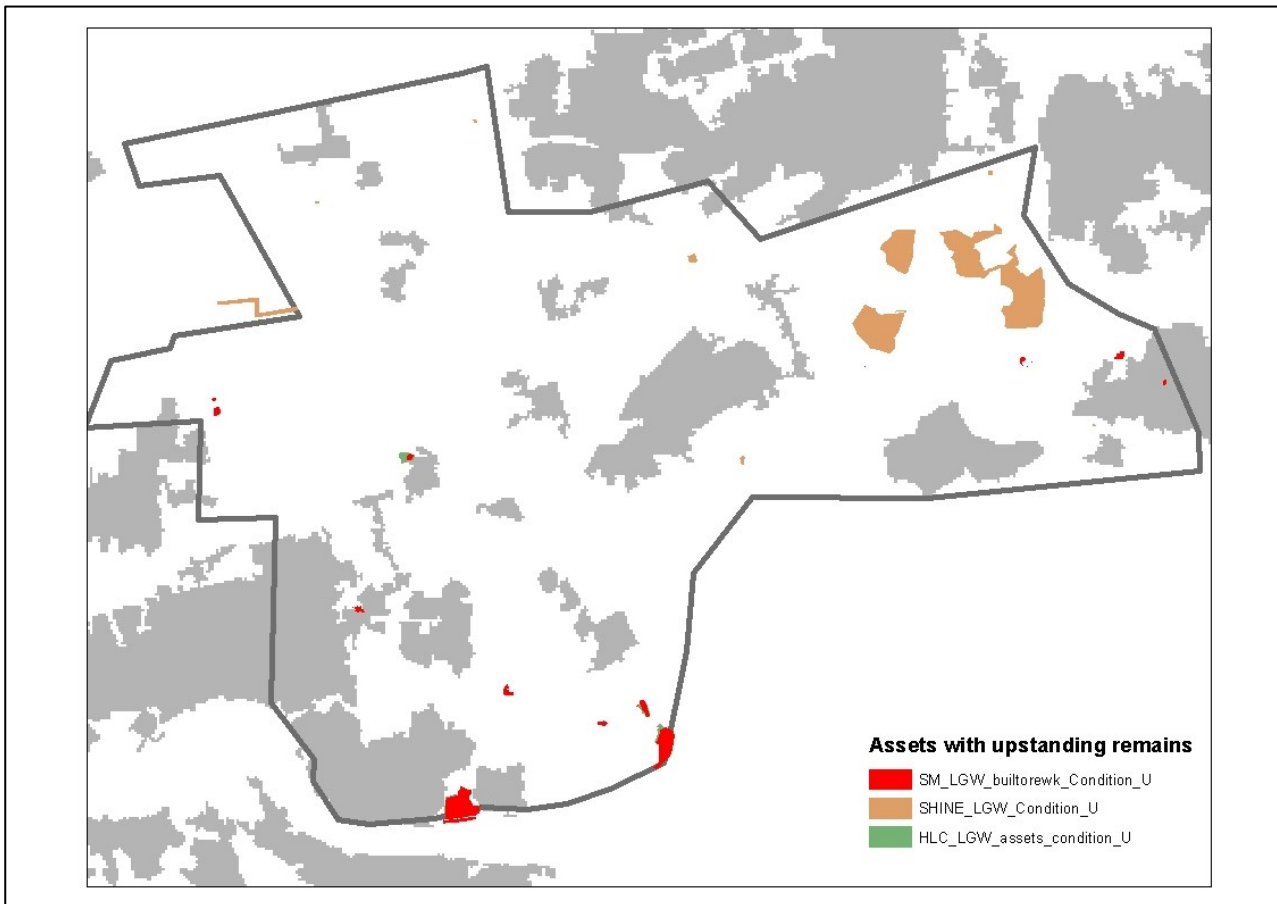 Assets with upstanding remains
SM_LGW_builtorewk_Condition_U
SHINE_LGW_Condition_U
HLC_LGW_assets_condition_U